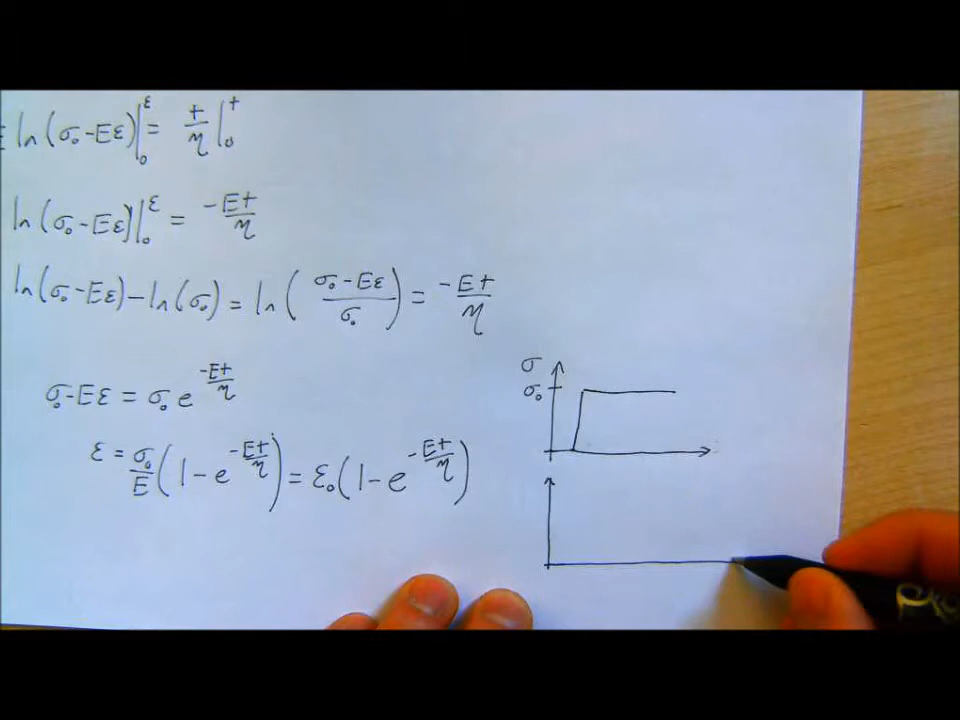 ln(σ₀-Eε)|₀^ε = t/η |₀^t
ln(σ₀-Eε)|₀^ε = -Et/η
ln(σ₀-Eε)-ln(σ₀) = ln((σ₀-Eε)/σ₀) = -Et/η
σ₀-Eε = σ₀ e^(-Et/η)
ε = σ₀/E (1-e^(-Et/η)) = ε₀(1-e^(-Et/η))
σ
σ₀